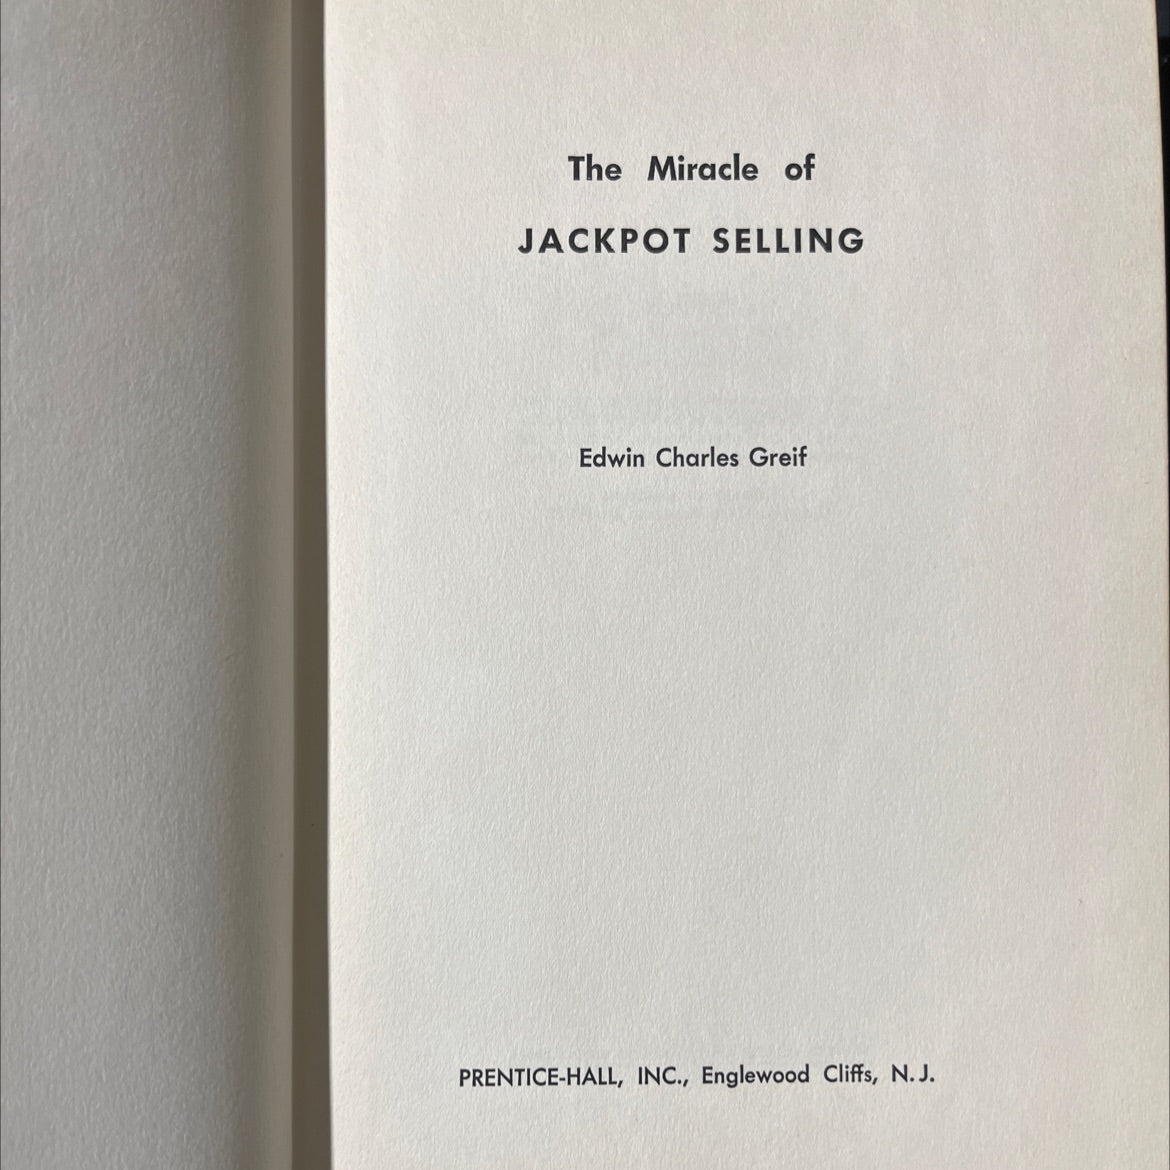 The Miracle of
JACKPOT SELLING
Edwin Charles Greif
PRENTICE-HALL, INC., Englewood Cliffs, N. J.